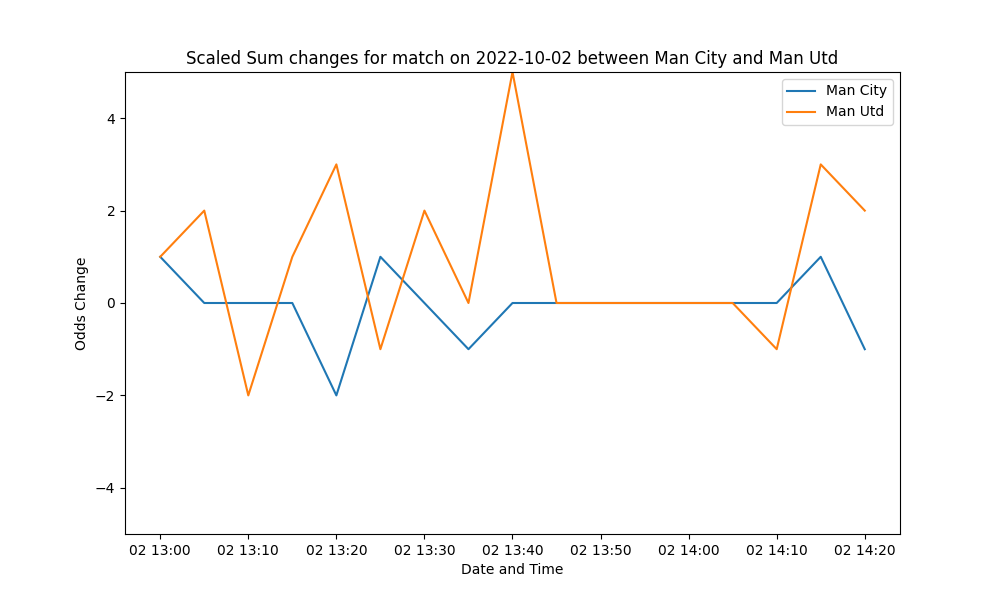 Scaled Sum changes for match on 2022-10-02 between Man City and Man Utd
Man City
Man Utd
4
2
0
−2
−4
Odds Change
02 13:00 02 13:10 02 13:20 02 13:30 02 13:40 02 13:50 02 14:00 02 14:10 02 14:20
Date and Time